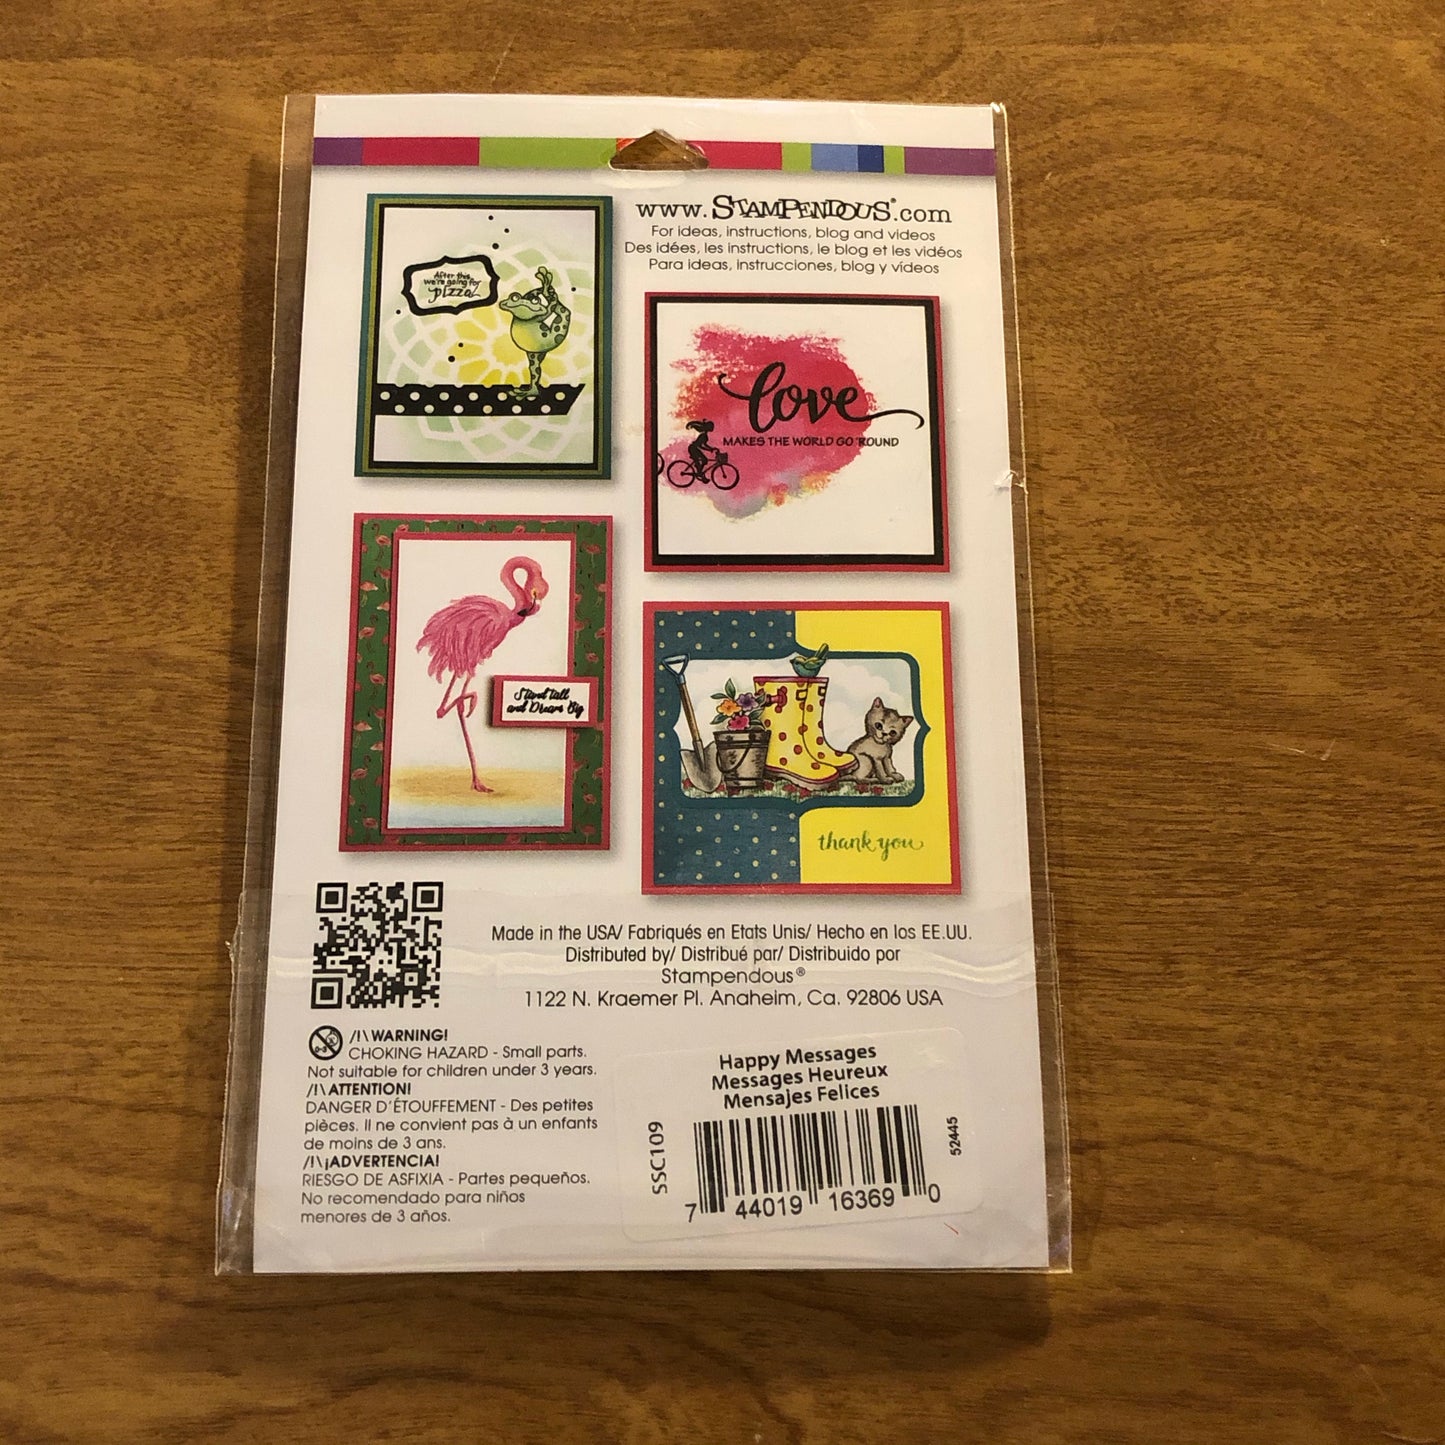 www.STAMPENDOUS®.com
For ideas, instructions, blog and videos
Des idées, les instructions, le blog et les vidéos
Para ideas, instrucciones, blog y vídeos
After this,
we're going for
pizza!
love
MAKES THE WORLD GO 'ROUND
Stand tall
and Dream Big
thank you
Made in the USA/ Fabriqués en Etats Unis/ Hecho en los EE.UU.
Distributed by/ Distribué par/ Distribuido por
Stampendous®
1122 N. Kraemer Pl. Anaheim, Ca. 92806 USA
/!\ WARNING!
CHOKING HAZARD - Small parts.
Not suitable for children under 3 years.
/!\ ATTENTION!
DANGER D'ÉTOUFFEMENT - Des petites
pièces. Il ne convient pas à un enfants
de moins de 3 ans.
/!\ ¡ADVERTENCIA!
RIESGO DE ASFIXIA - Partes pequeños.
No recomendado para niños
menores de 3 años.
Happy Messages
Messages Heureux
Mensajes Felices
SSC109
52445
7 44019 16369 0